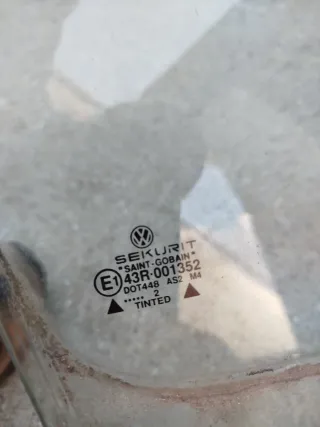 SEKURIT
"SAINT-GOBAIN"
E1 43R-001352
DOT448 AS2 M4
..... 2
TINTED